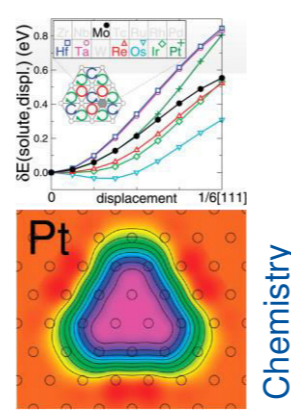 Zr Nb Mo Tc Ru Rh Pd
Hf Ta W Re Os Ir Pt
δE(solute,displ.) (eV)
0.8
0.6
0.4
0.2
0.0
0 displacement 1/6[111]
Pt
Chemistry